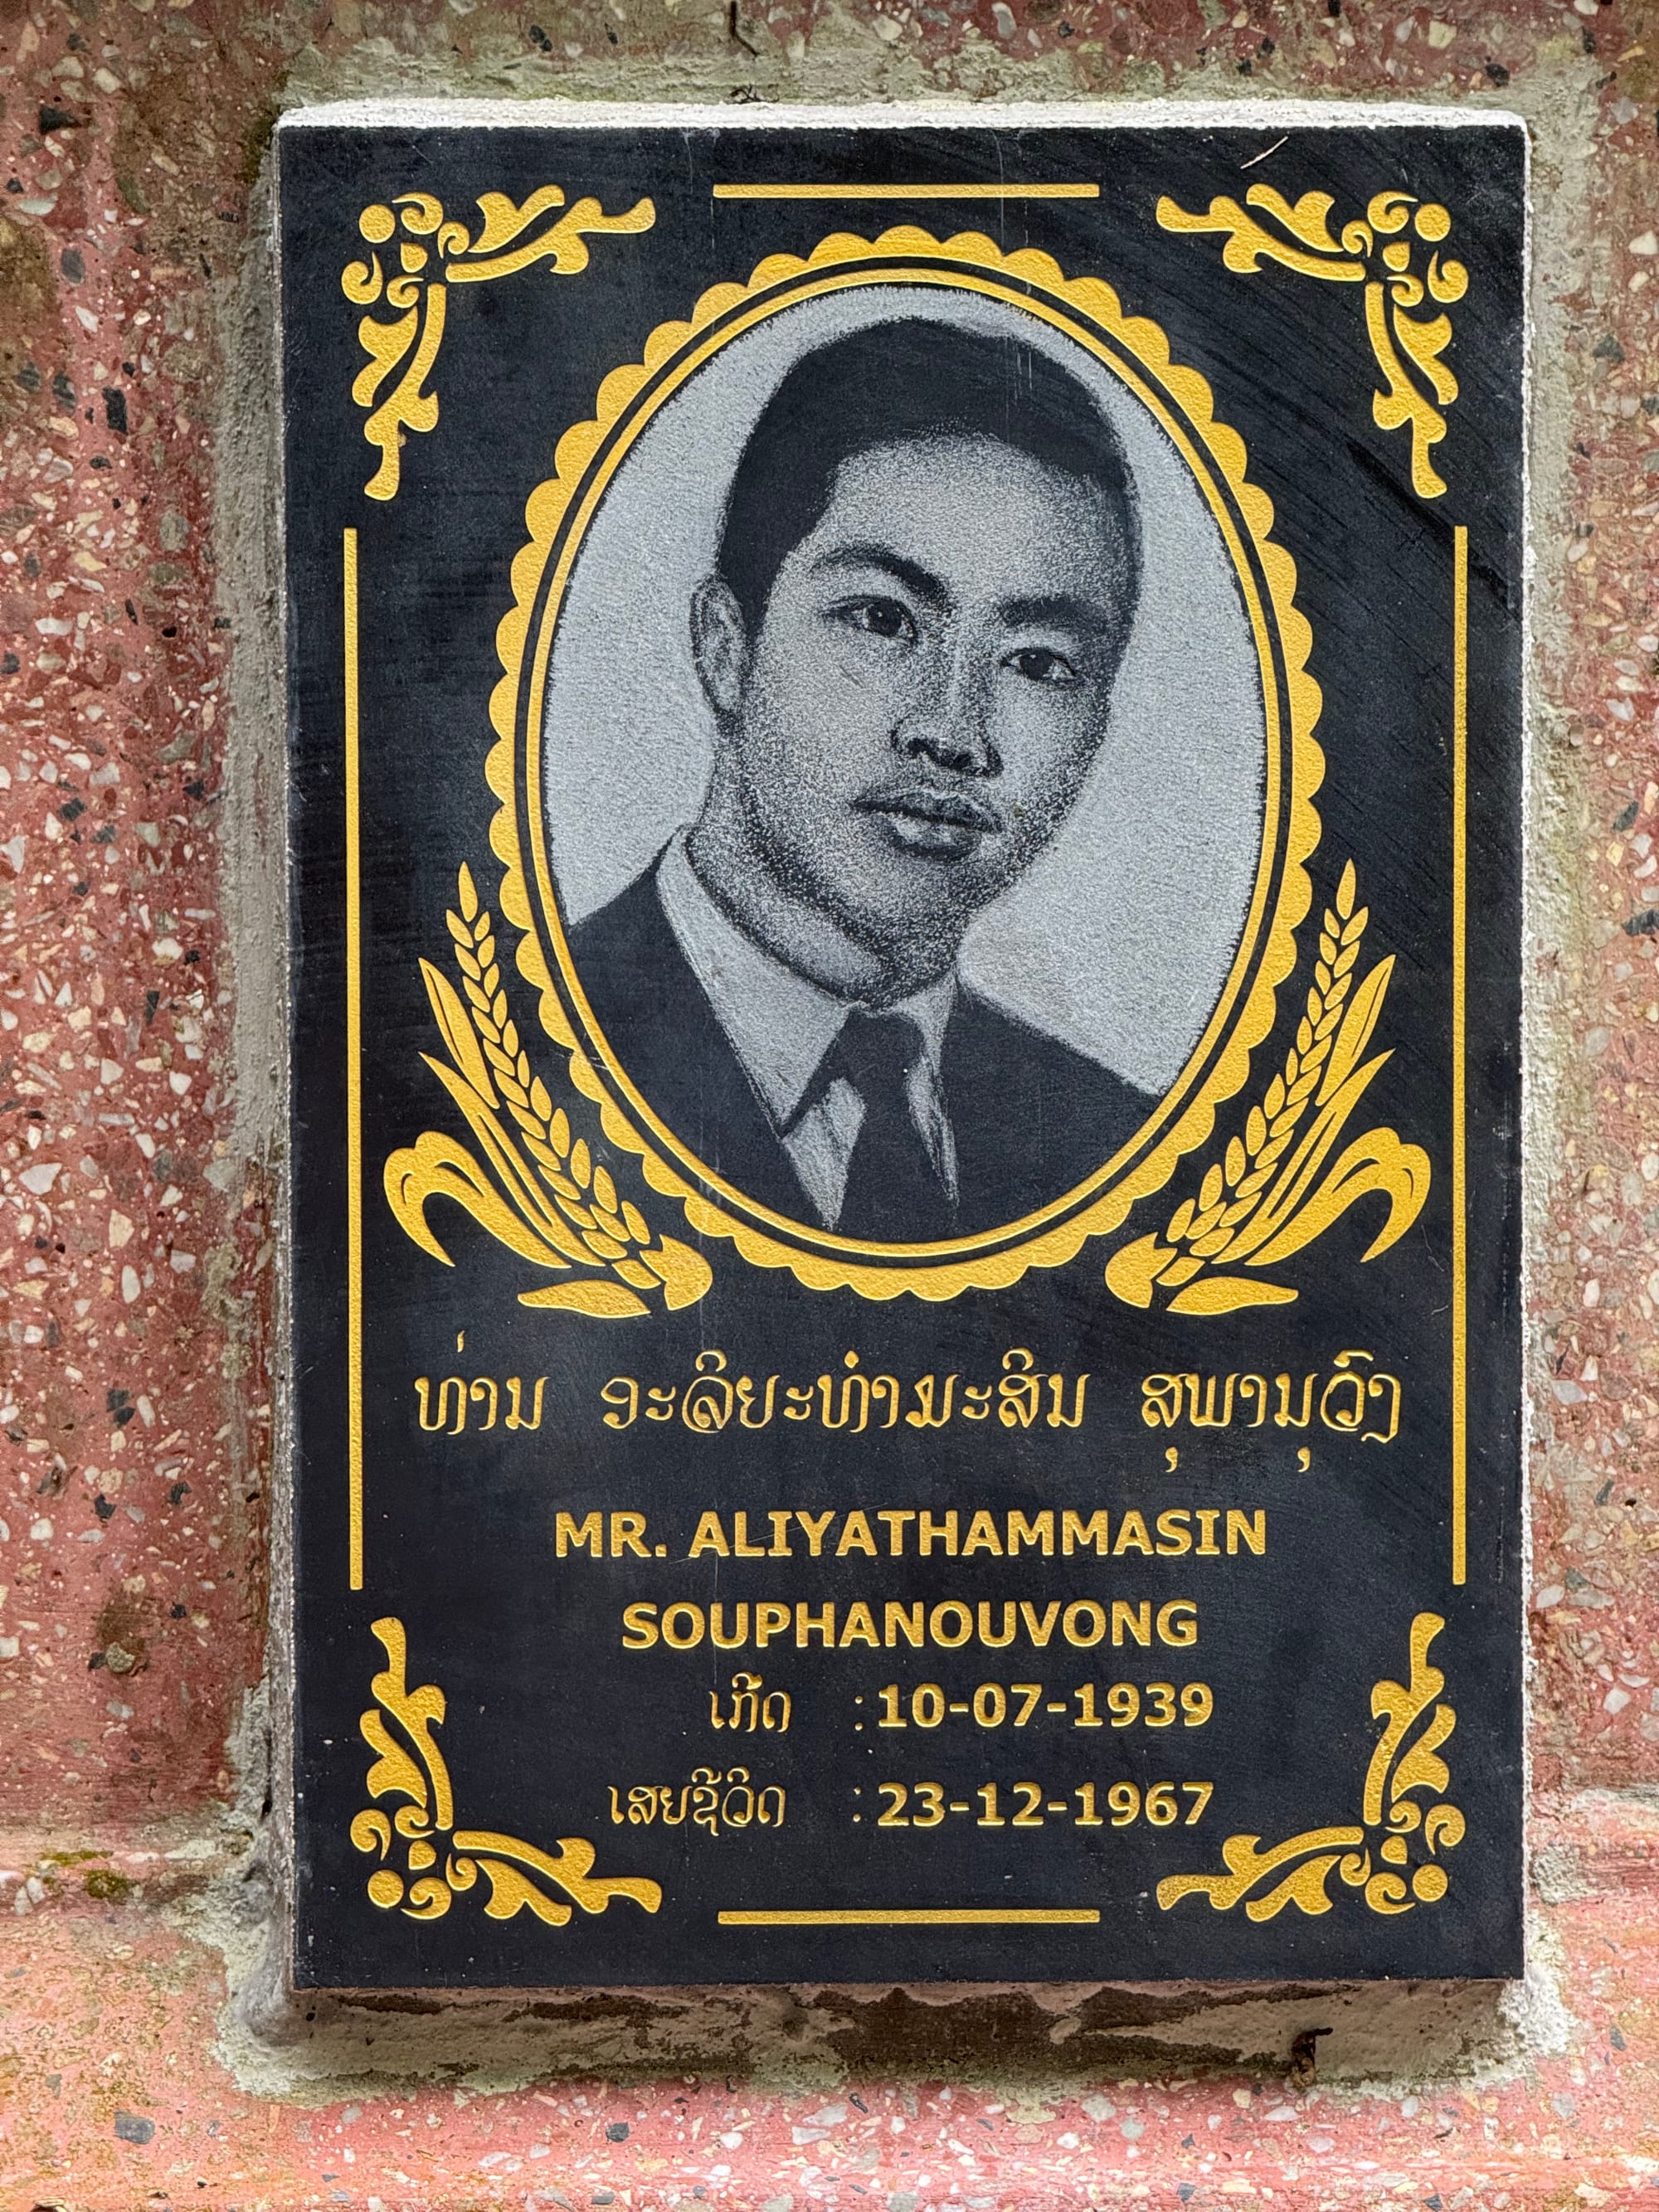 ທ່ານ ອະລິຍະທຳມະສິນ ສຸພານຸວົງ
MR. ALIYATHAMMASIN
SOUPHANOUVONG
ເກີດ :10-07-1939
ເສຍຊີວິດ :23-12-1967